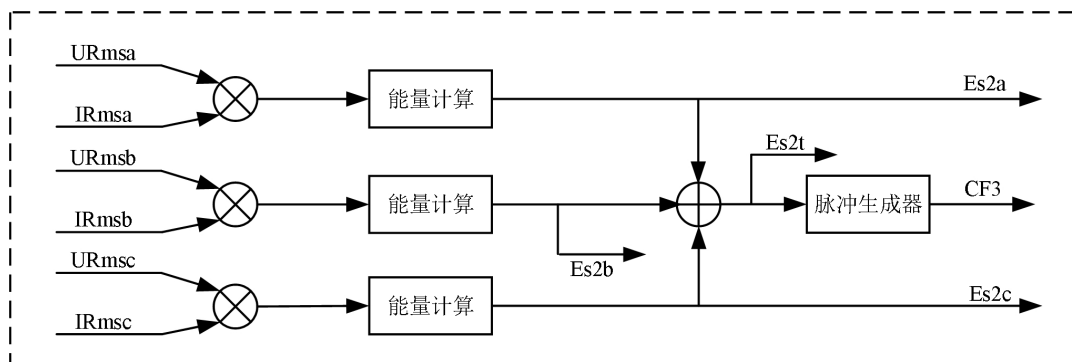 URmsa
IRmsa
能量计算
Es2a
URmsb
IRmsb
能量计算
Es2b
Es2t
脉冲生成器
CF3
URmsc
IRmsc
能量计算
Es2c